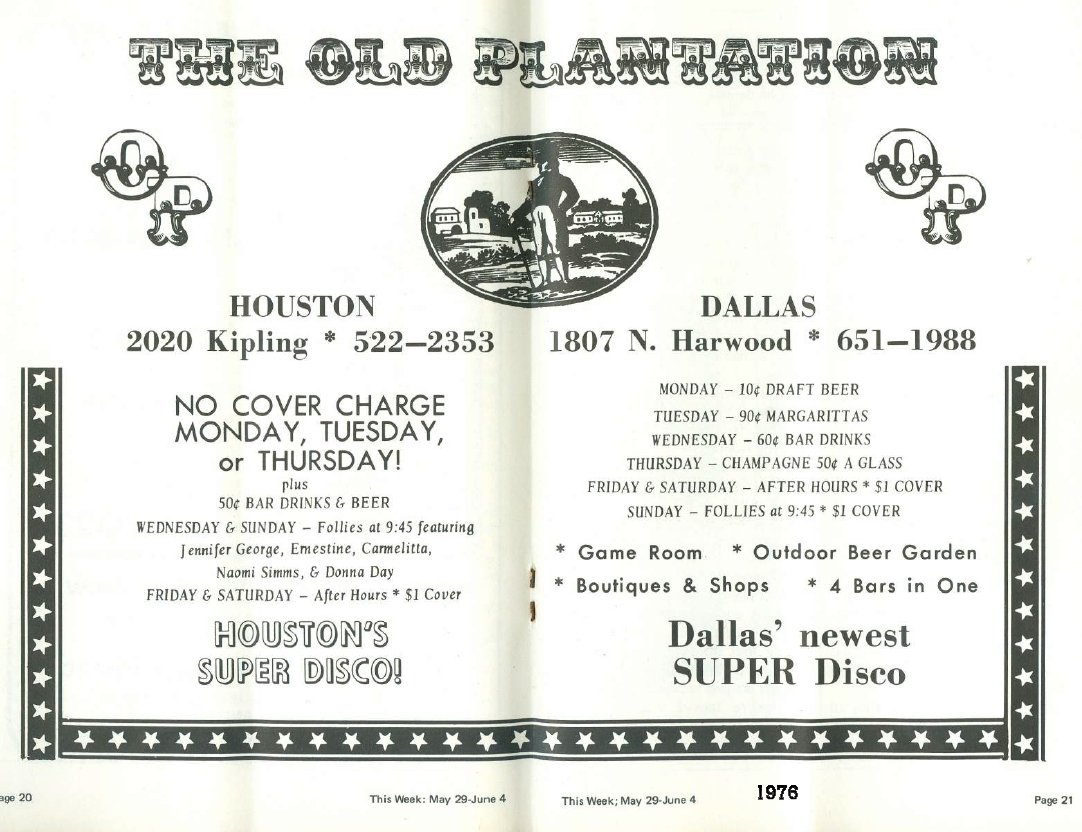 THE OLD PLANTATION
OP
OP
HOUSTON
2020 Kipling * 522—2353
NO COVER CHARGE
MONDAY, TUESDAY,
or THURSDAY!
plus
50¢ BAR DRINKS & BEER
WEDNESDAY & SUNDAY – Follies at 9:45 featuring
Jennifer George, Ernestine, Carmelitta,
Naomi Simms, & Donna Day
FRIDAY & SATURDAY – After Hours * $1 Cover
HOUSTON'S
SUPER DISCO!
DALLAS
1807 N. Harwood * 651—1988
MONDAY – 10¢ DRAFT BEER
TUESDAY – 90¢ MARGARITTAS
WEDNESDAY – 60¢ BAR DRINKS
THURSDAY – CHAMPAGNE 50¢ A GLASS
FRIDAY & SATURDAY – AFTER HOURS * $1 COVER
SUNDAY – FOLLIES at 9:45 * $1 COVER
* Game Room * Outdoor Beer Garden
* Boutiques & Shops * 4 Bars in One
Dallas' newest
SUPER Disco
age 20
This Week: May 29-June 4
This Week; May 29-June 4
1976
Page 21